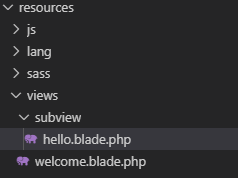 resources
js
lang
sass
views
subview
hello.blade.php
welcome.blade.php